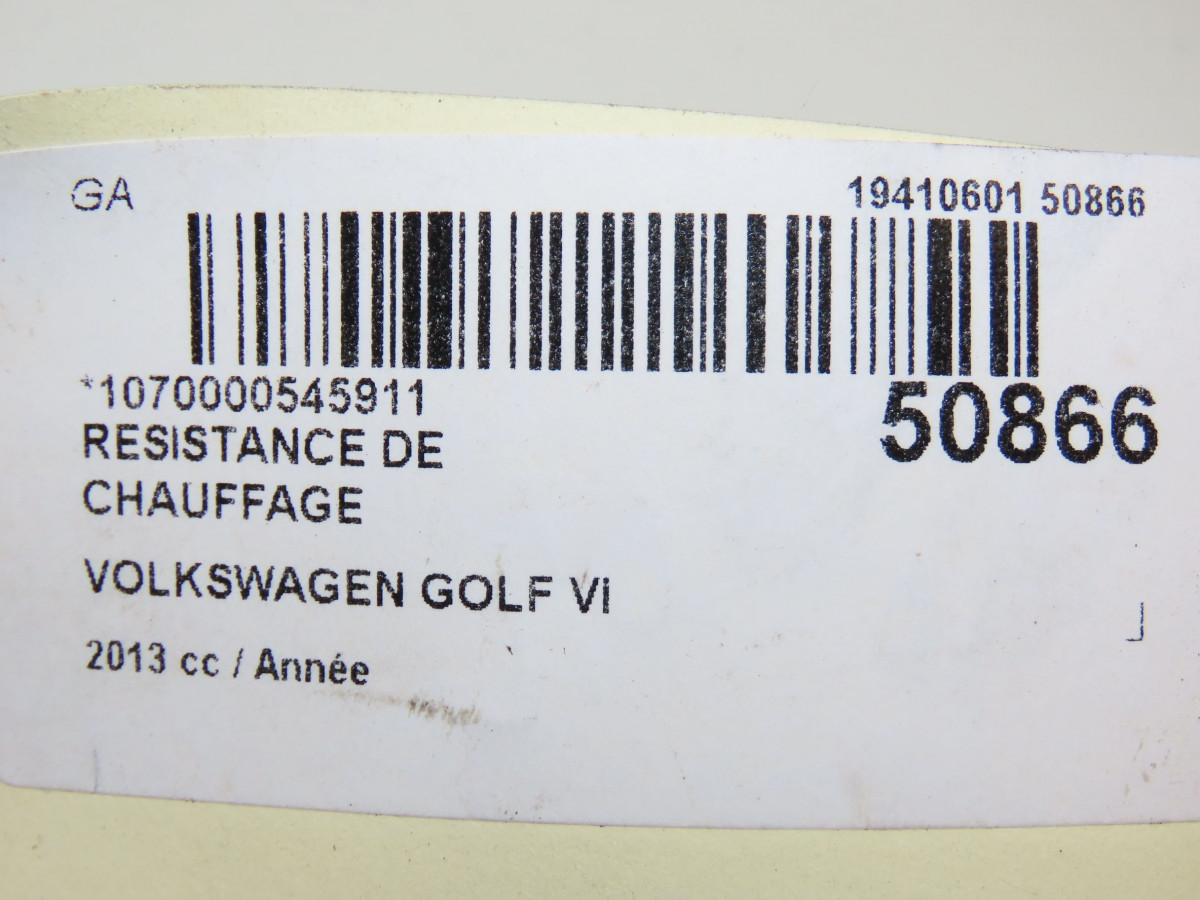 GA
19410601 50866
*1070000545911
50866
RESISTANCE DE
CHAUFFAGE
VOLKSWAGEN GOLF VI
2013 cc / Année